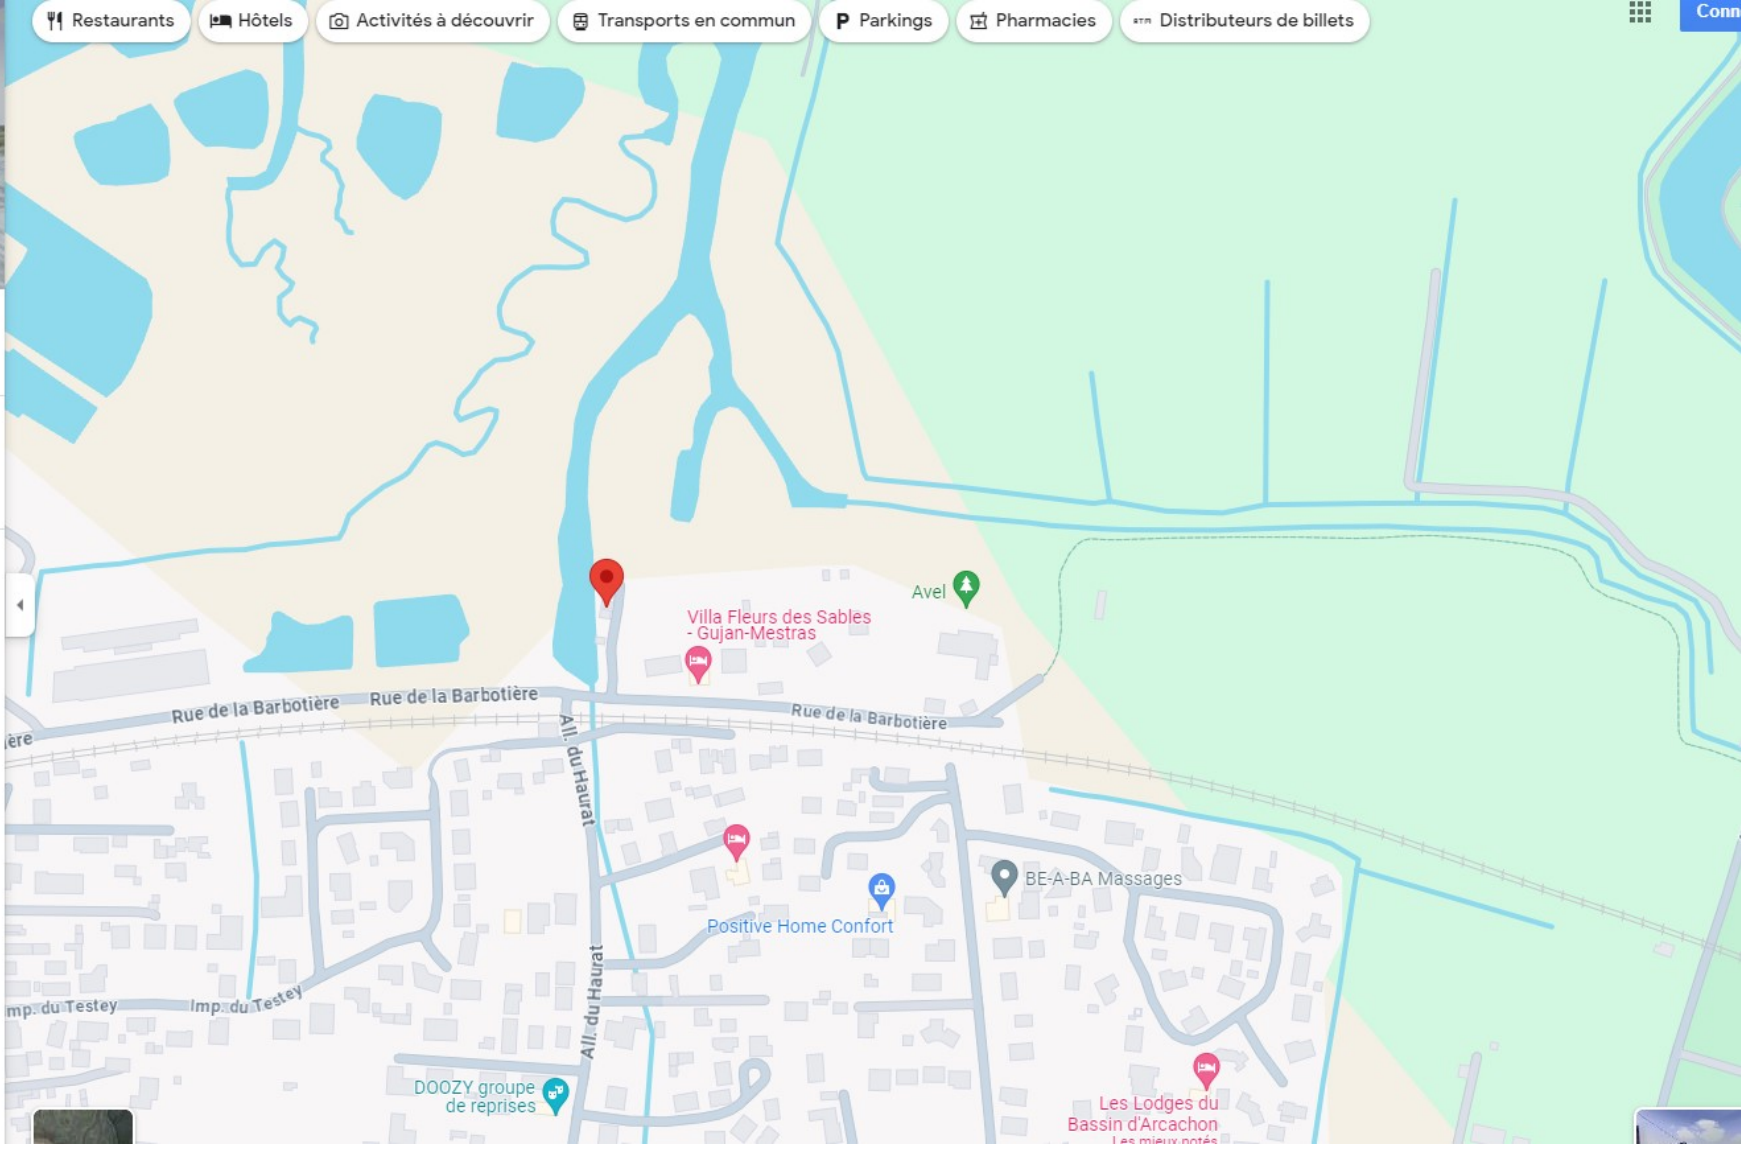 Restaurants
Hôtels
Activités à découvrir
Transports en commun
P Parkings
Pharmacies
ATM Distributeurs de billets
Conn
Avel
Villa Fleurs des Sables
- Gujan-Mestras
Rue de la Barbotière
Rue de la Barbotière
Rue de la Barbotière
ière
All. du Haurat
BE-A-BA Massages
Positive Home Confort
All. du Haurat
mp. du Testey
Imp. du Testey
DOOZY groupe
de reprises
Les Lodges du
Bassin d'Arcachon
Les mieux notés